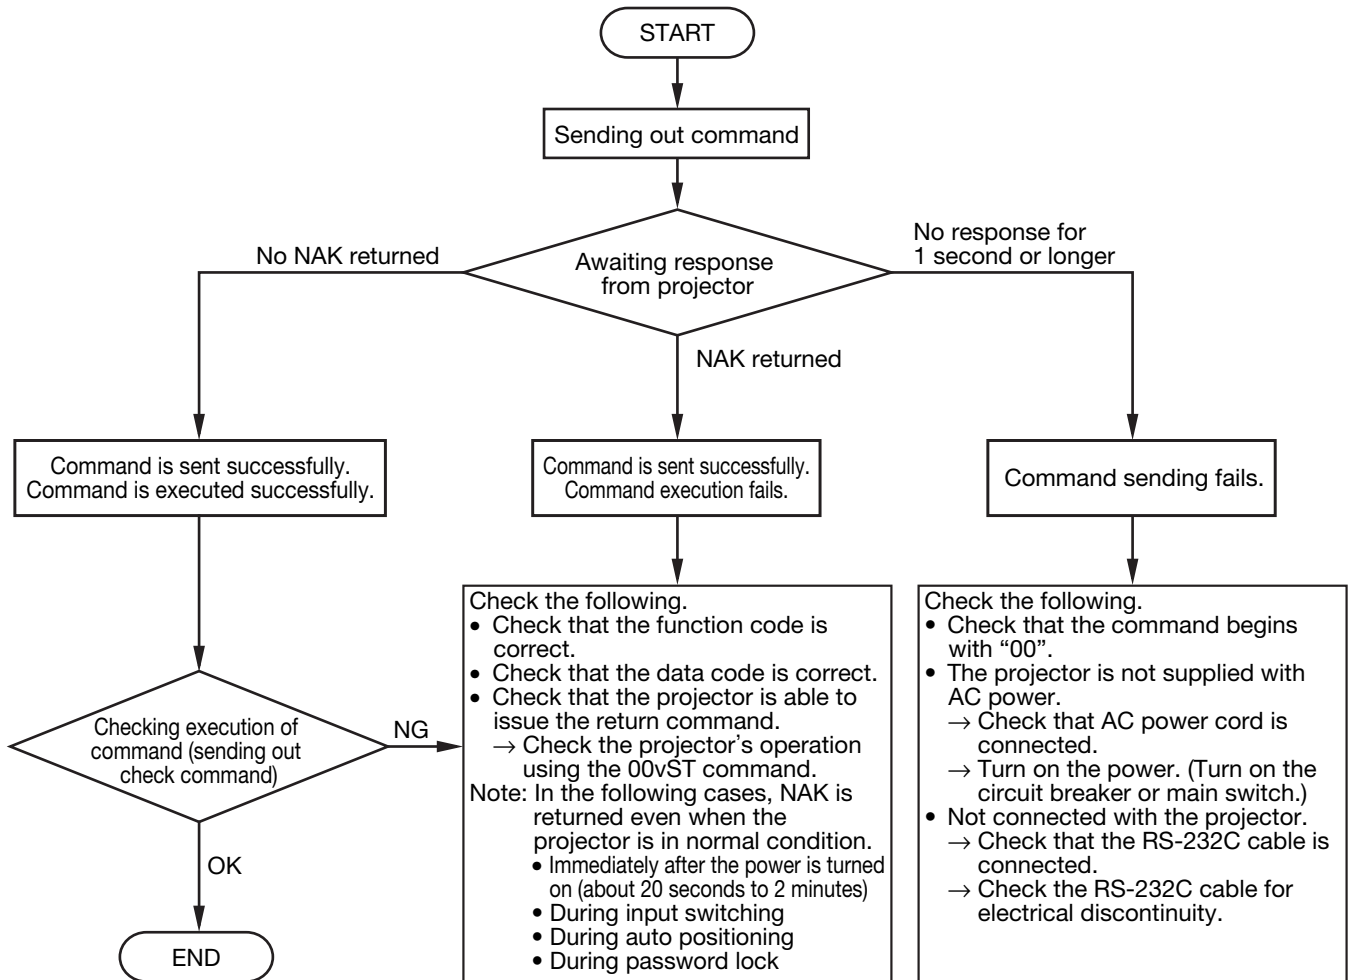 START
Sending out command
Awaiting response
from projector
No NAK returned
NAK returned
No response for
1 second or longer
Command is sent successfully.
Command is executed successfully.
Command is sent successfully.
Command execution fails.
Command sending fails.
Checking execution of
command (sending out
check command)
NG
OK
END
Check the following.
• Check that the function code is
correct.
• Check that the data code is correct.
• Check that the projector is able to
issue the return command.
→ Check the projector's operation
using the 00vST command.
Note: In the following cases, NAK is
returned even when the
projector is in normal condition.
• Immediately after the power is turned
on (about 20 seconds to 2 minutes)
• During input switching
• During auto positioning
• During password lock
Check the following.
• Check that the command begins
with “00”.
• The projector is not supplied with
AC power.
→ Check that AC power cord is
connected.
→ Turn on the power. (Turn on the
circuit breaker or main switch.)
• Not connected with the projector.
→ Check that the RS-232C cable is
connected.
→ Check the RS-232C cable for
electrical discontinuity.